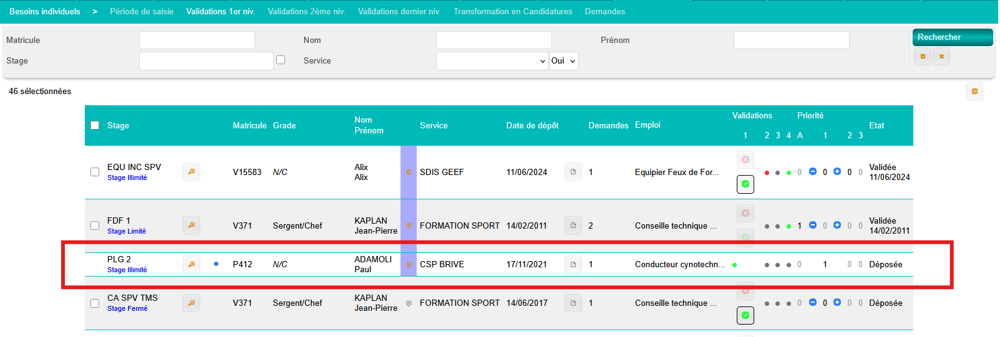 Besoins individuels > Période de saisie Validations 1er niv. Validations 2ème niv. Validations dernier niv. Transformation en Candidatures Demandes
Matricule Nom Prénom Rechercher
Stage Service Oui
46 sélectionnées
Stage Matricule Grade Nom Prénom Service Date de dépôt Demandes Emploi Validations Priorité Etat
1 2 3 4 A 1 2 3
EQU INC SPV V15583 N/C Alix SDIS GEEF 11/06/2024 1 Equipier Feux de For... 0 0 0 0 Validée
Stage Illimité Alix 11/06/2024
FDF 1 V371 Sergent/Chef KAPLAN FORMATION SPORT 14/02/2011 2 Conseille technique ... 1 0 0 0 Validée
Stage Limité Jean-Pierre 14/02/2011
PLG 2 P412 N/C ADAMOLI CSP BRIVE 17/11/2021 1 Conducteur cynotechn... 0 1 0 0 Déposée
Stage Illimité Paul
CA SPV TMS V371 Sergent/Chef KAPLAN FORMATION SPORT 14/06/2017 1 Conseille technique ... 0 0 0 0 Déposée
Stage Fermé Jean-Pierre